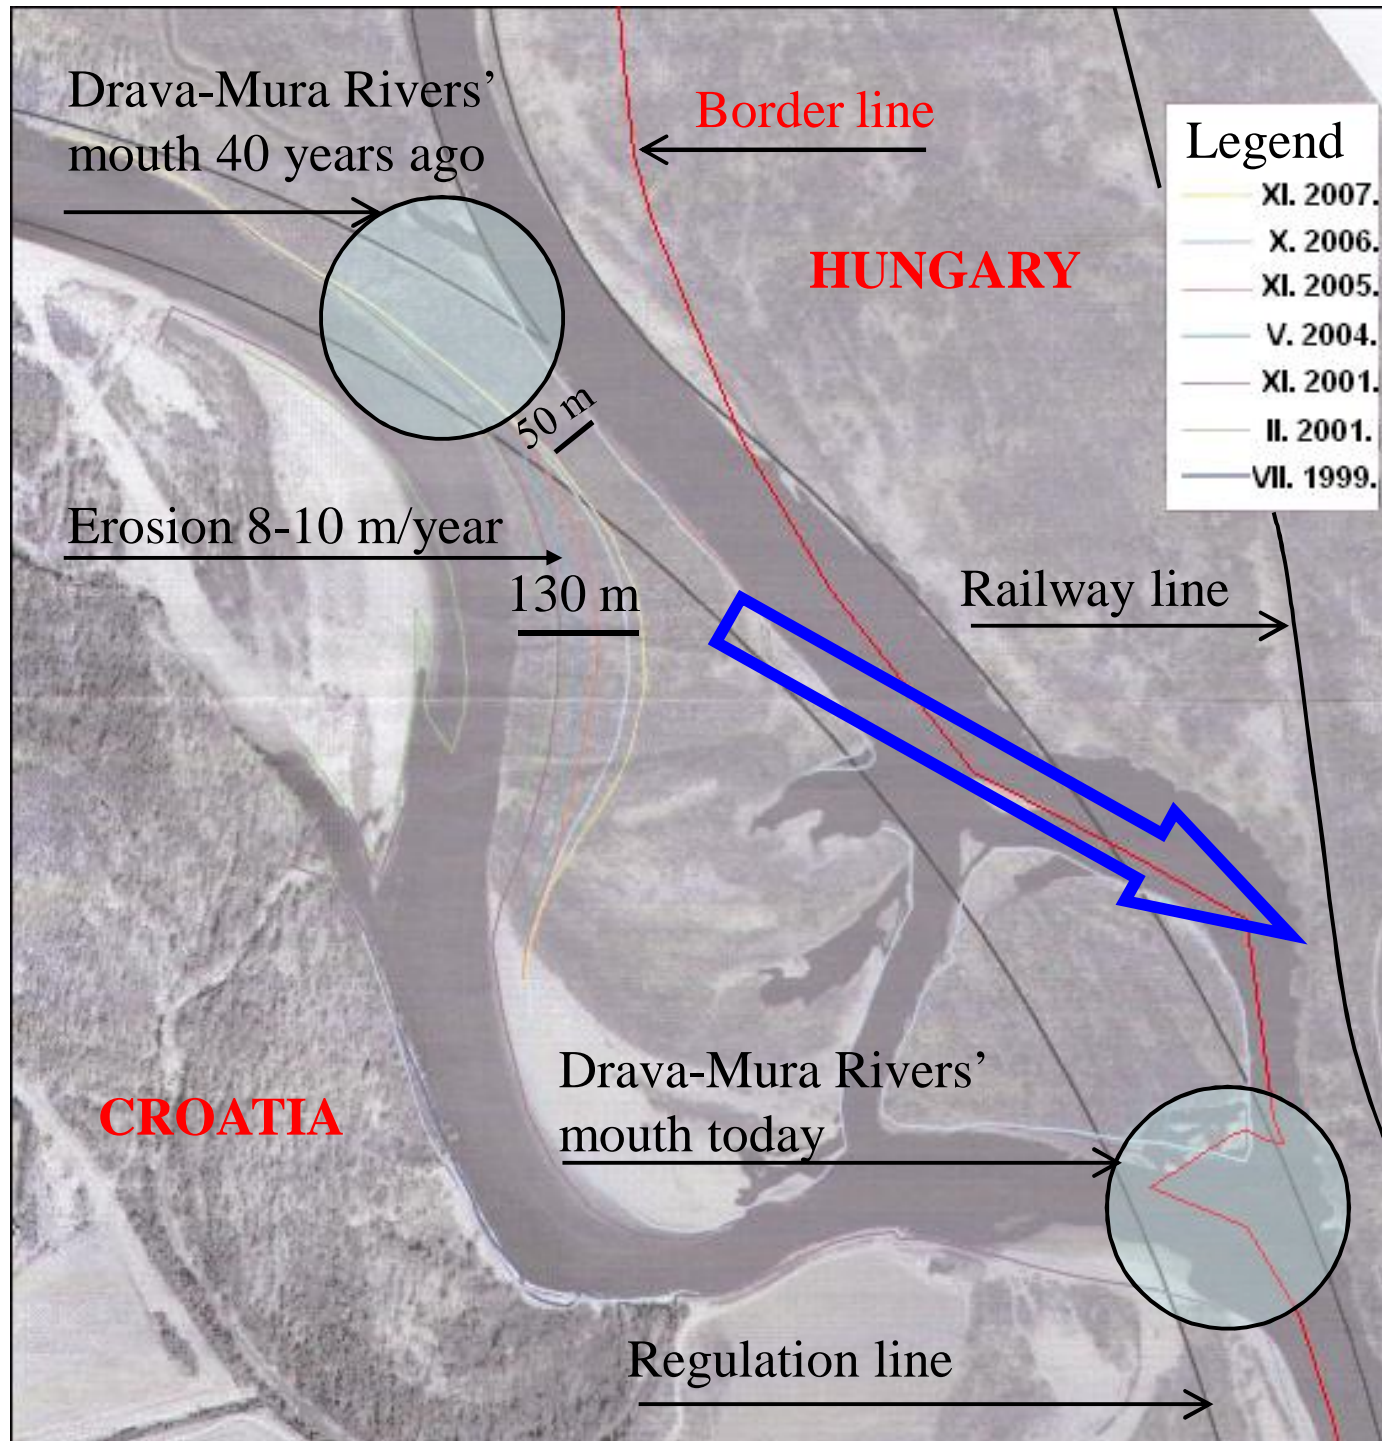 Drava-Mura Rivers’
mouth 40 years ago
Border line
Legend
XI. 2007.
X. 2006.
XI. 2005.
V. 2004.
XI. 2001.
II. 2001.
VII. 1999.
HUNGARY
50 m
Erosion 8-10 m/year
130 m
Railway line
Drava-Mura Rivers’
mouth today
CROATIA
Regulation line